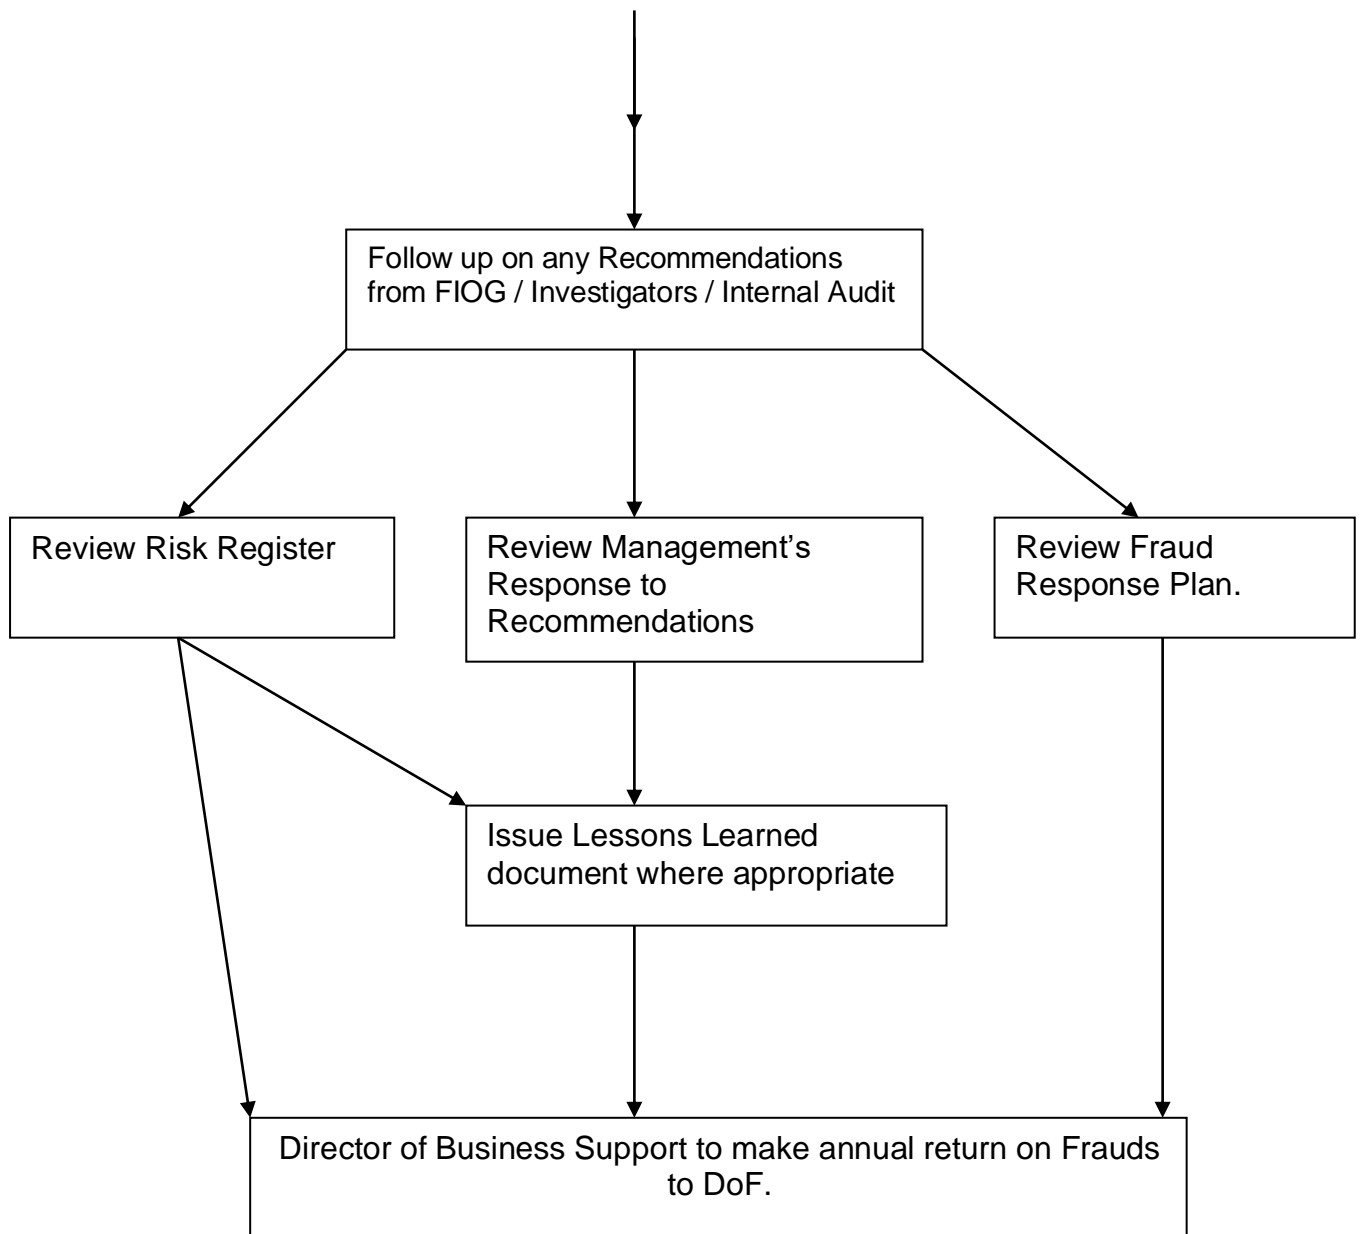 Follow up on any Recommendations
from FIOG / Investigators / Internal Audit
Review Risk Register
Review Management’s
Response to
Recommendations
Review Fraud
Response Plan.
Issue Lessons Learned
document where appropriate
Director of Business Support to make annual return on Frauds
to DoF.